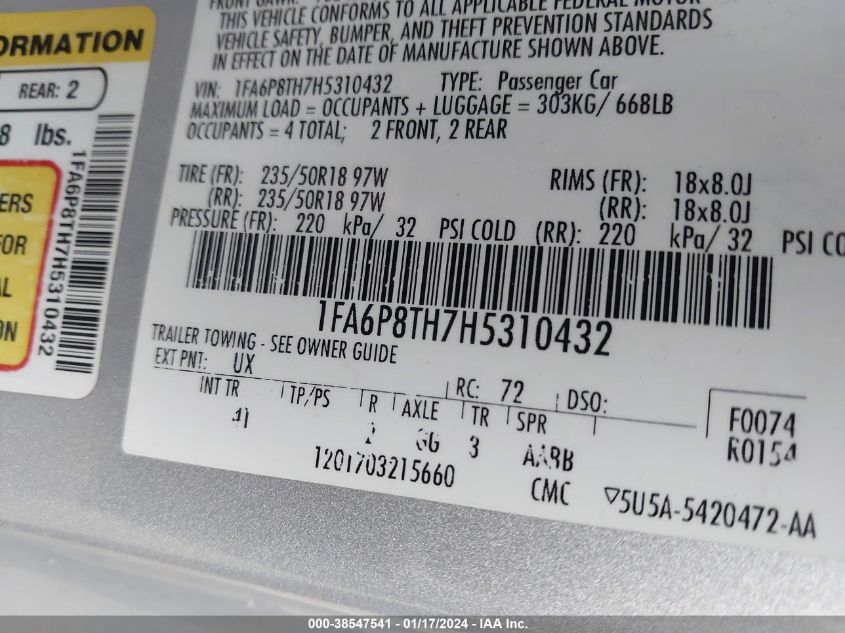 THIS VEHICLE CONFORMS TO ALL APPLICABLE FEDERAL MOTOR
VEHICLE SAFETY, BUMPER, AND THEFT PREVENTION STANDARDS
IN EFFECT ON THE DATE OF MANUFACTURE SHOWN ABOVE.
VIN: 1FA6P8TH7H5310432 TYPE: Passenger Car
MAXIMUM LOAD = OCCUPANTS + LUGGAGE = 303KG/ 668LB
OCCUPANTS = 4 TOTAL; 2 FRONT, 2 REAR
TIRE (FR): 235/50R18 97W RIMS (FR): 18x8.0J
(RR): 235/50R18 97W (RR): 18x8.0J
PRESSURE (FR): 220 kPa/ 32 PSI COLD (RR): 220 kPa/ 32 PSI CO
1FA6P8TH7H5310432
TRAILER TOWING - SEE OWNER GUIDE
EXT PNT: UX RC: 72 DSO:
INT TR TP/PS R AXLE TR SPR F0074
3 AABB R0154
1201703215660 CMC ▽5U5A-5420472-AA
ORMATION
REAR: 2
8 lbs.
ERS
FOR
AL
ON
1FA6P8TH7H5310432
000-38547541 - 01/17/2024 - IAA Inc.